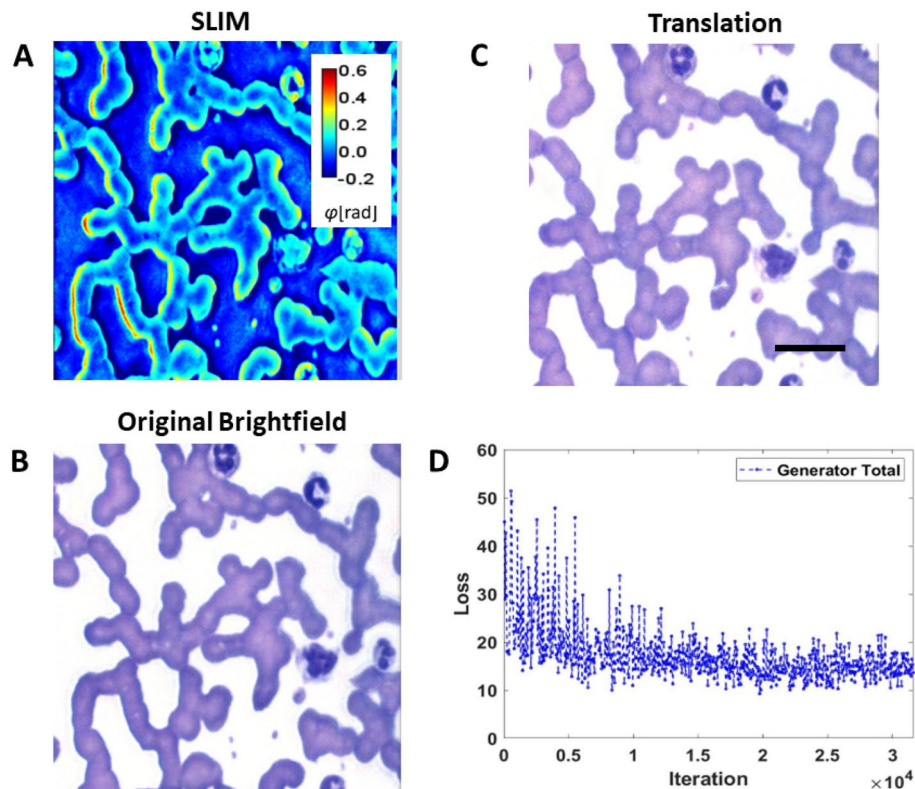 SLIM
A
0.6
0.4
0.2
0.0
-0.2
φ[rad]
Translation
C
Original Brightfield
B
D
60
50
40
30
20
10
0
Loss
Generator Total
0 0.5 1 1.5 2 2.5 3
Iteration
×10⁴